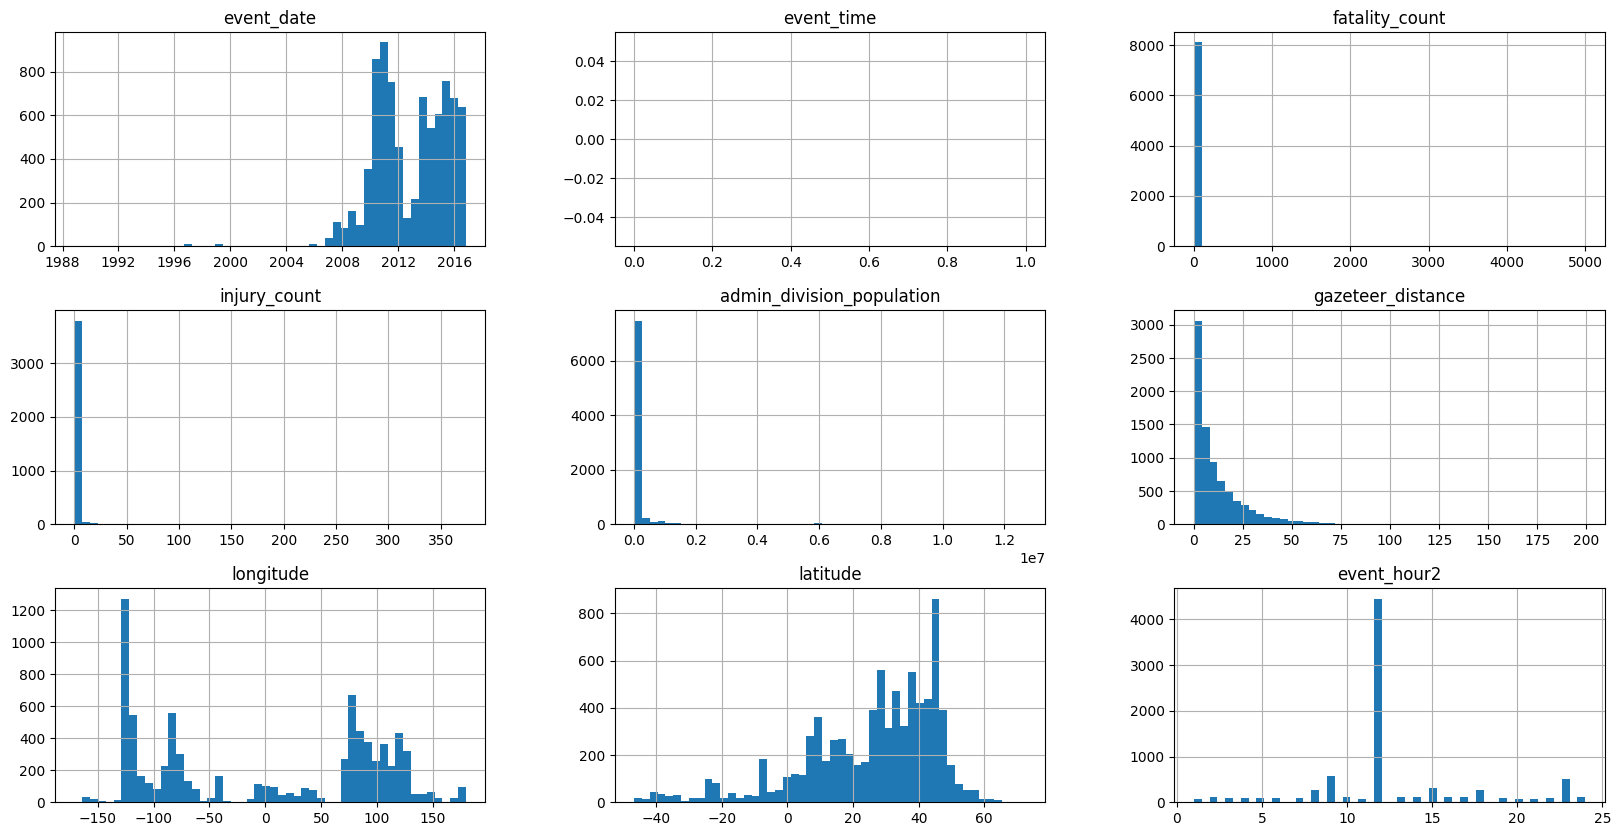 event_date
800
600
400
200
0
1988 1992 1996 2000 2004 2008 2012 2016
event_time
0.04
0.02
0.00
−0.02
−0.04
0.0 0.2 0.4 0.6 0.8 1.0
fatality_count
8000
6000
4000
2000
0
0 1000 2000 3000 4000 5000
injury_count
3000
2000
1000
0
0 50 100 150 200 250 300 350
admin_division_population
6000
4000
2000
0
0.0 0.2 0.4 0.6 0.8 1.0 1.2
1e7
gazeteer_distance
3000
2500
2000
1500
1000
500
0
0 25 50 75 100 125 150 175 200
longitude
1200
1000
800
600
400
200
0
−150 −100 −50 0 50 100 150
latitude
800
600
400
200
0
−40 −20 0 20 40 60
event_hour2
4000
3000
2000
1000
0
0 5 10 15 20 25